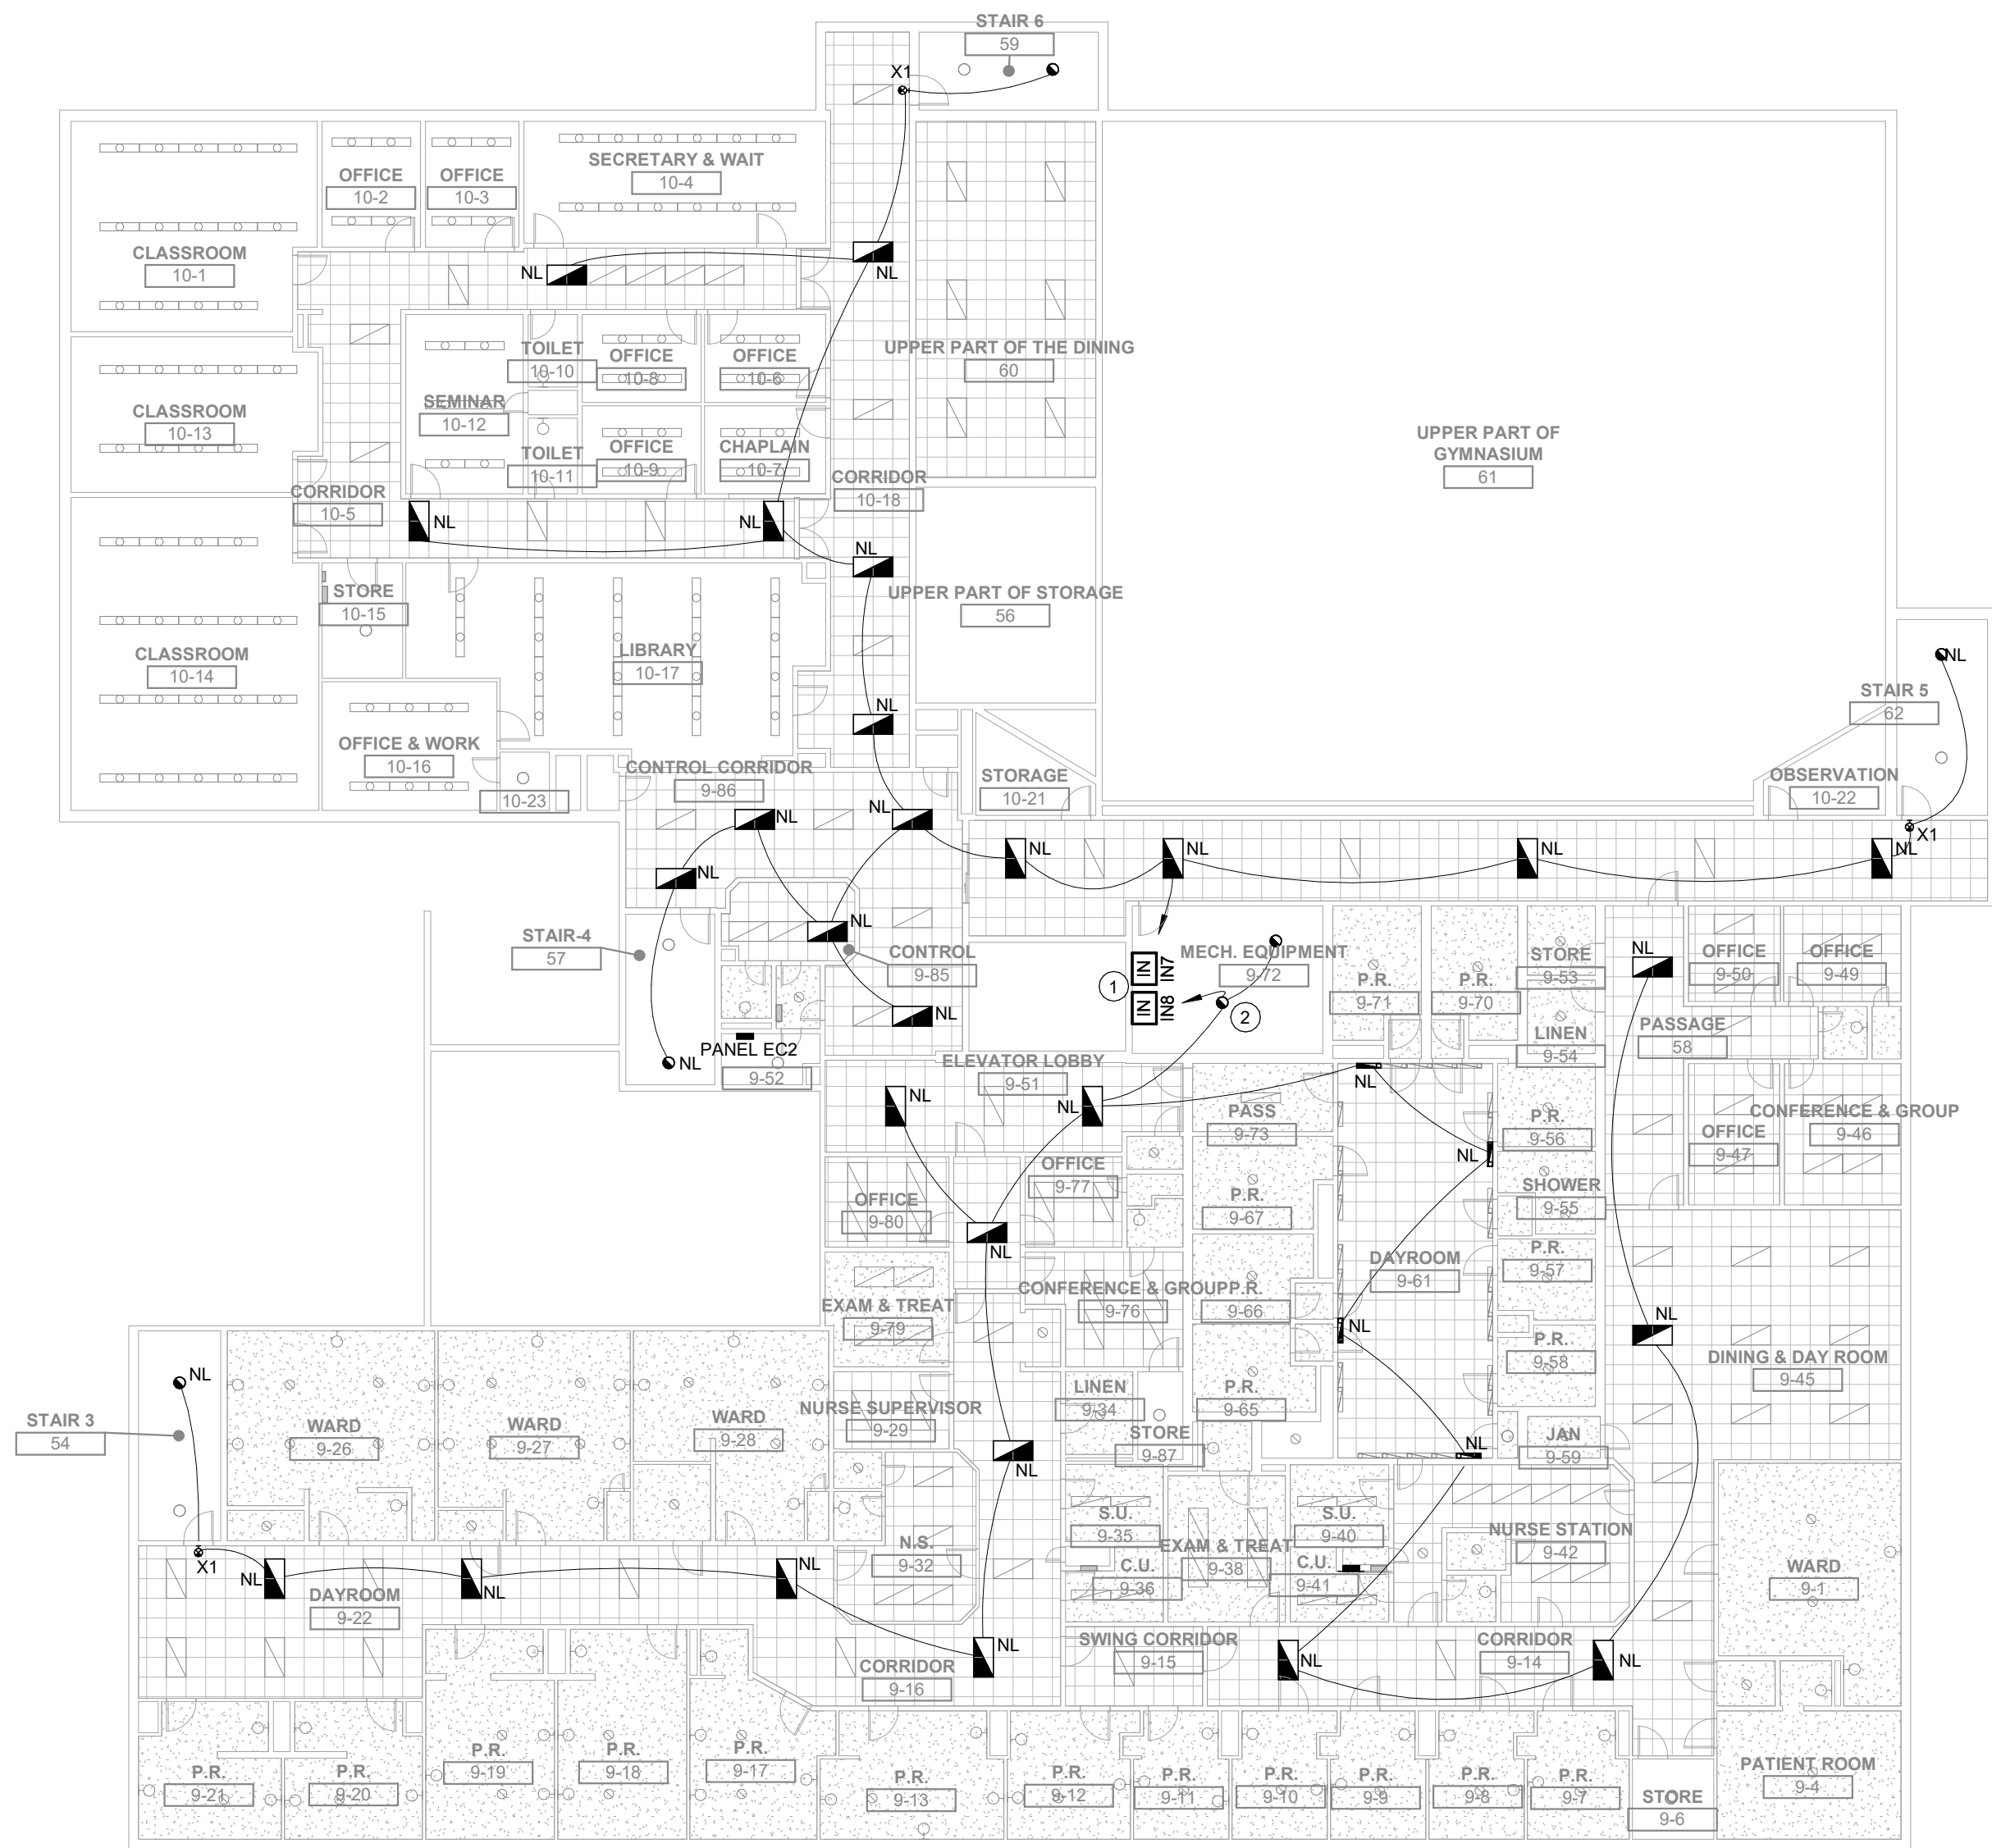 STAIR 6
59
X1
OFFICE
10-2
OFFICE
10-3
SECRETARY & WAIT
10-4
CLASSROOM
10-1
NL
NL
UPPER PART OF THE DINING
60
TOILET
10-10
OFFICE
10-8
OFFICE
10-6
SEMINAR
10-12
CLASSROOM
10-13
TOILET
10-11
OFFICE
10-9
CHAPLAIN
10-7
CORRIDOR
10-18
UPPER PART OF
GYMNASIUM
61
CORRIDOR
10-5
NL
NL
NL
STORE
10-15
UPPER PART OF STORAGE
56
CLASSROOM
10-14
LIBRARY
10-17
NL
STAIR 5
62
NL
OFFICE & WORK
10-16
10-23
CONTROL CORRIDOR
9-86
STORAGE
10-21
OBSERVATION
10-22
NL
NL
X1
NL
NL
NL
NL
NL
NL
STAIR-4
57
CONTROL
9-85
1
IN
IN7
IN
IN8
MECH. EQUIPMENT
9-72
2
P.R.
9-71
P.R.
9-70
STORE
9-53
NL
OFFICE
9-50
OFFICE
9-49
NL
LINEN
9-54
PASSAGE
58
NL
PANEL EC2
9-52
ELEVATOR LOBBY
9-51
NL
NL
NL
PASS
9-73
P.R.
9-56
OFFICE
9-47
CONFERENCE & GROUP
9-46
NL
OFFICE
9-80
OFFICE
9-77
P.R.
9-67
SHOWER
9-55
NL
DAYROOM
9-61
P.R.
9-57
EXAM & TREAT
9-79
CONFERENCE & GROUP
9-76
P.R.
9-66
NL
NL
P.R.
9-58
DINING & DAY ROOM
9-45
NL
STAIR 3
54
WARD
9-26
WARD
9-27
WARD
9-28
NURSE SUPERVISOR
9-29
LINEN
9-34
P.R.
9-65
STORE
9-87
NL
NL
JAN
9-59
X1
NL
DAYROOM
9-22
NL
NL
N.S.
9-32
S.U.
9-35
C.U.
9-36
EXAM & TREAT
9-38
S.U.
9-40
C.U.
9-41
NURSE STATION
9-42
WARD
9-1
CORRIDOR
9-16
NL
SWING CORRIDOR
9-15
NL
CORRIDOR
9-14
NL
P.R.
9-21
P.R.
9-20
P.R.
9-19
P.R.
9-18
P.R.
9-17
P.R.
9-13
P.R.
9-12
P.R.
9-11
P.R.
9-10
P.R.
9-9
P.R.
9-8
P.R.
9-7
STORE
9-6
PATIENT ROOM
9-4